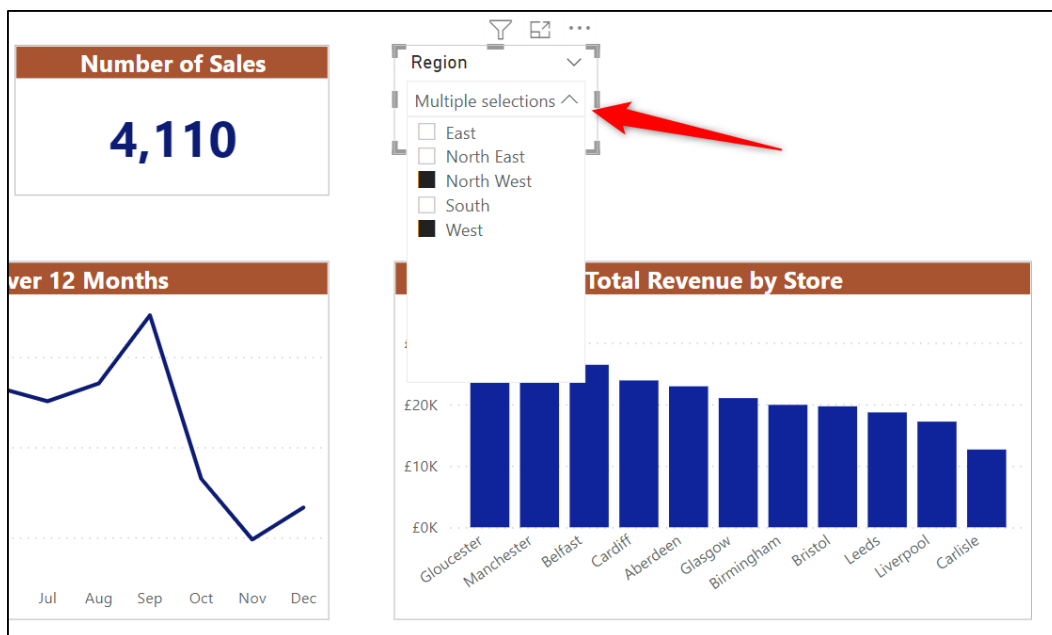 Number of Sales
4,110
Region
Multiple selections
East
North East
North West
South
West
12 Months
Jul Aug Sep Oct Nov Dec
Total Revenue by Store
£20K
£10K
£0K
Gloucester Manchester Belfast Cardiff Aberdeen Glasgow Birmingham Bristol Leeds Liverpool Carlisle